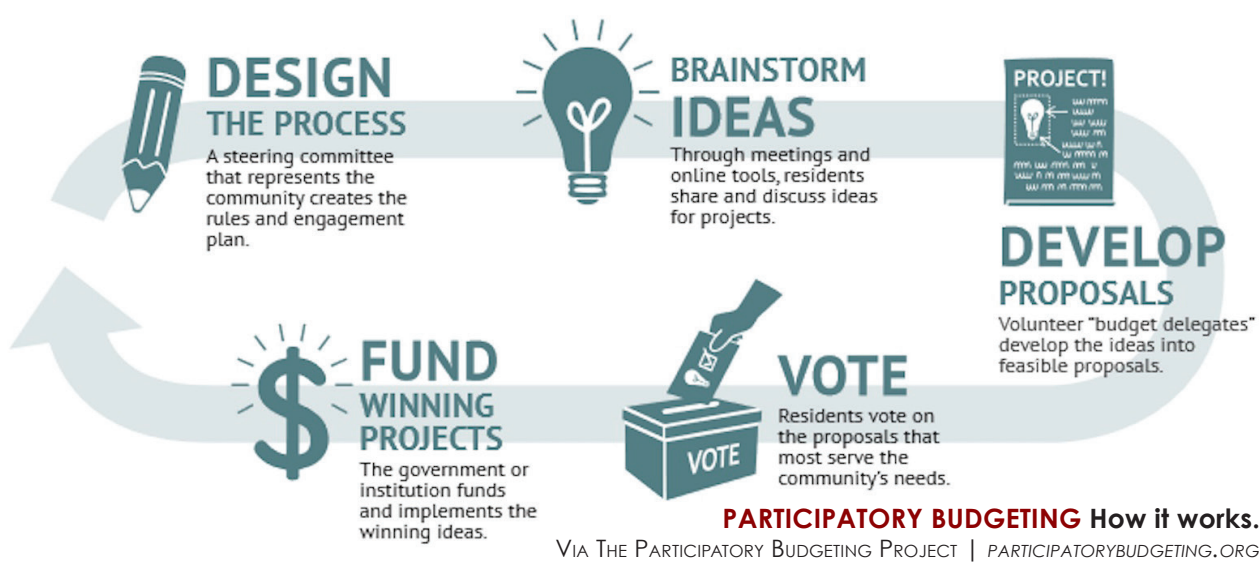 DESIGN
THE PROCESS
A steering committee
that represents the
community creates the
rules and engagement
plan.
BRAINSTORM
IDEAS
Through meetings and
online tools, residents
share and discuss ideas
for projects.
PROJECT!
DEVELOP
PROPOSALS
Volunteer "budget delegates"
develop the ideas into
feasible proposals.
VOTE
Residents vote on
the proposals that
most serve the
community's needs.
VOTE
FUND
WINNING
PROJECTS
The government or
institution funds
and implements the
winning ideas.
PARTICIPATORY BUDGETING How it works.
VIA THE PARTICIPATORY BUDGETING PROJECT | PARTICIPATORYBUDGETING.ORG